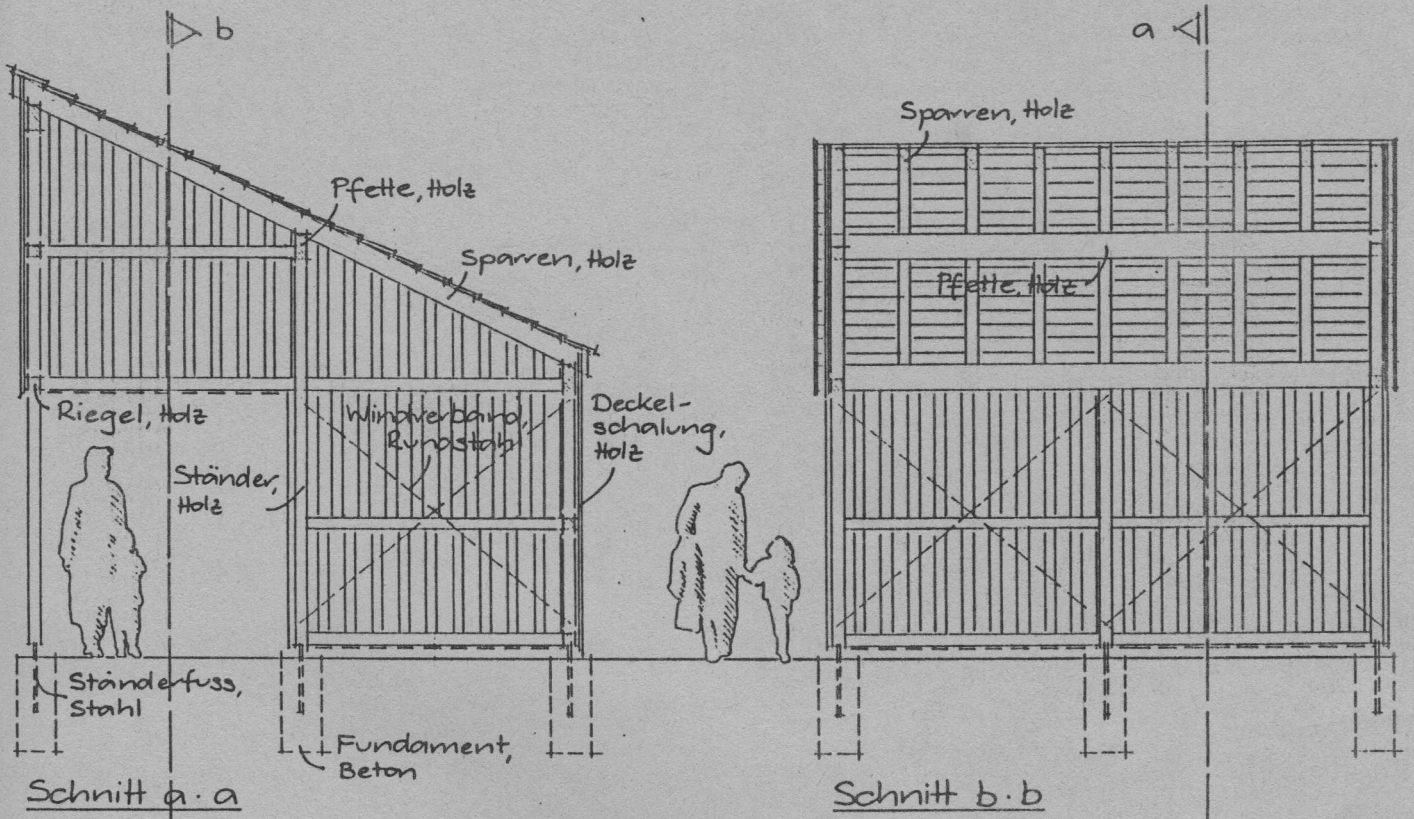 b
a
Sparren, Holz
Pfette, Holz
Sparren, Holz
Pfette, Holz
Riegel, Holz
Windverband,
Rundstahl
Deckel-
schalung,
Holz
Ständer,
Holz
Ständerfuss,
Stahl
Fundament,
Beton
Schnitt a·a
Schnitt b·b